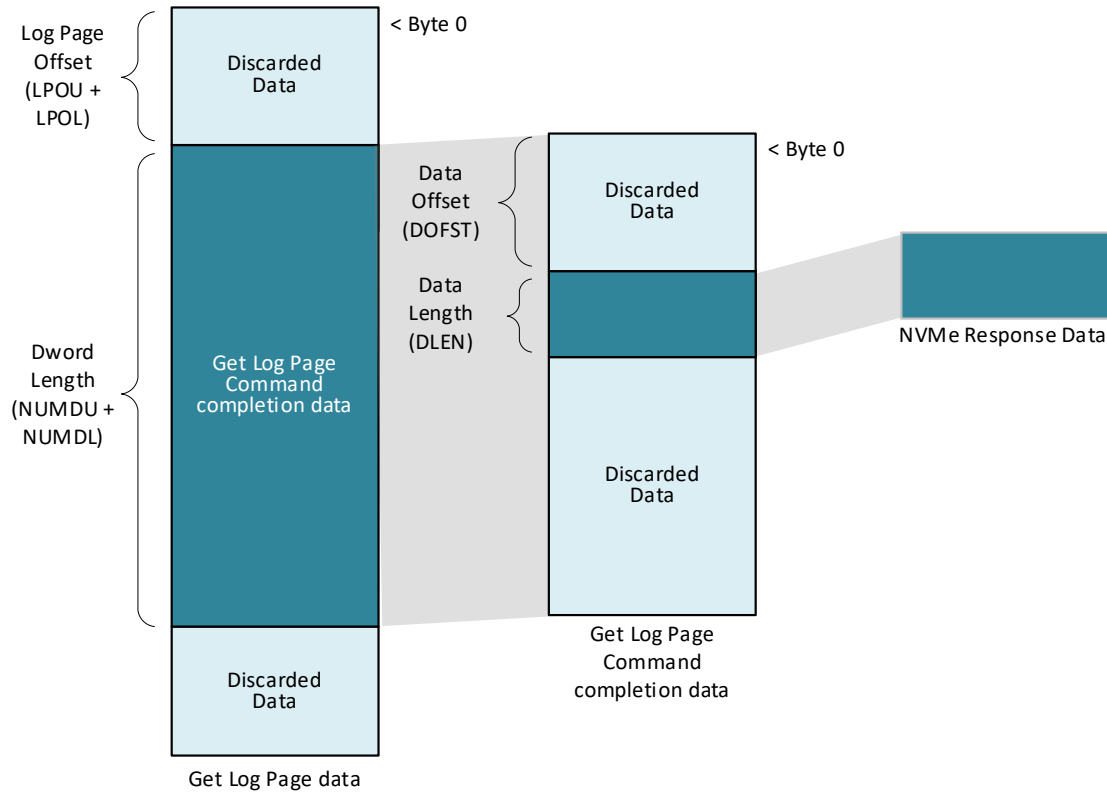 Log Page
Offset
(LPOU +
LPOL)
Discarded
Data
< Byte 0
Dword
Length
(NUMDU +
NUMDL)
Get Log Page
Command
completion data
Discarded
Data
Get Log Page data
Data
Offset
(DOFST)
Discarded
Data
< Byte 0
Data
Length
(DLEN)
Discarded
Data
Get Log Page
Command
completion data
NVMe Response Data